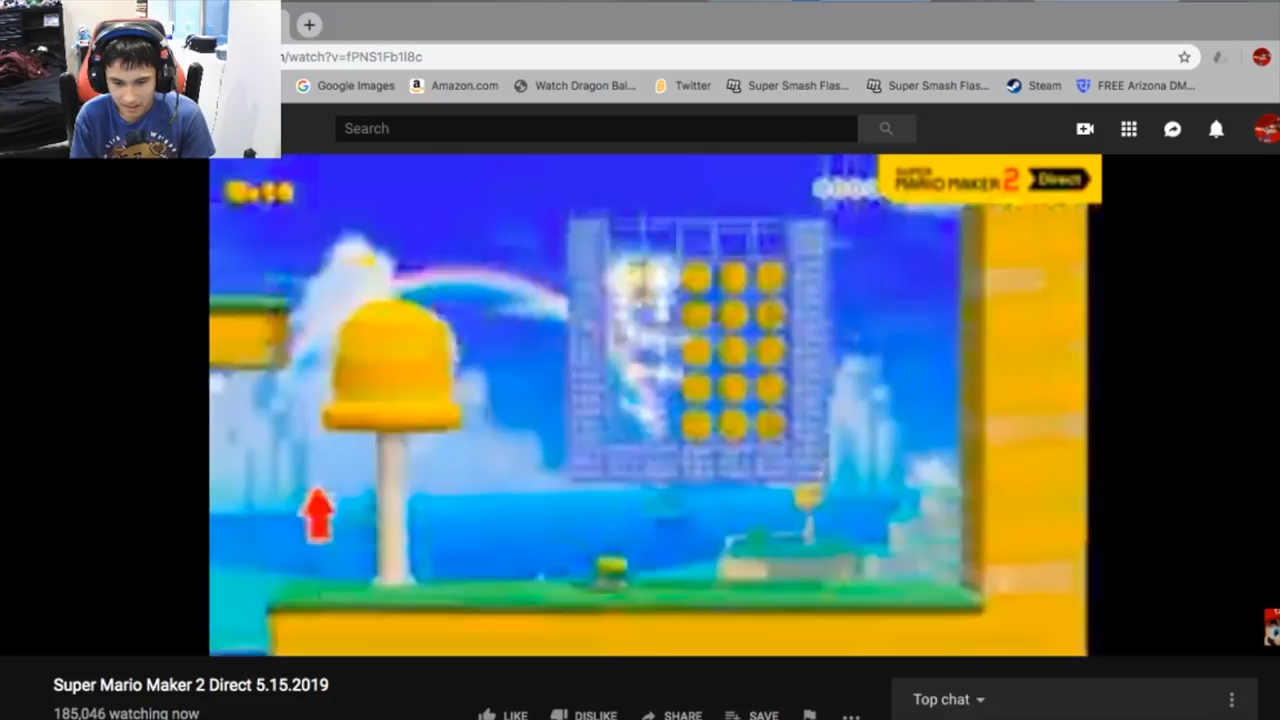 /watch?v=fPNS1Fb1l8c
Google Images
Amazon.com
Watch Dragon Bal...
Twitter
Super Smash Flas...
Super Smash Flas...
Steam
FREE Arizona DM...
Search
SUPER
MARIO MAKER 2 Direct
Super Mario Maker 2 Direct 5.15.2019
185,046 watching now
LIKE
DISLIKE
SHARE
SAVE
Top chat